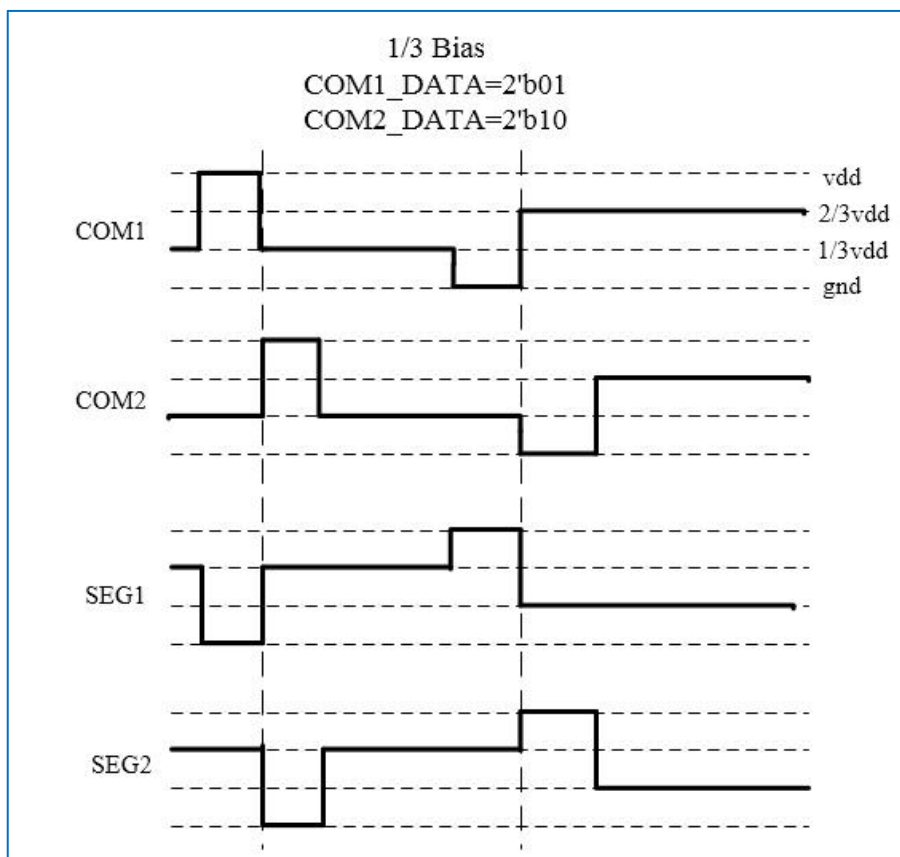 1/3 Bias
COM1_DATA=2'b01
COM2_DATA=2'b10
vdd
2/3vdd
COM1
1/3vdd
gnd
COM2
SEG1
SEG2